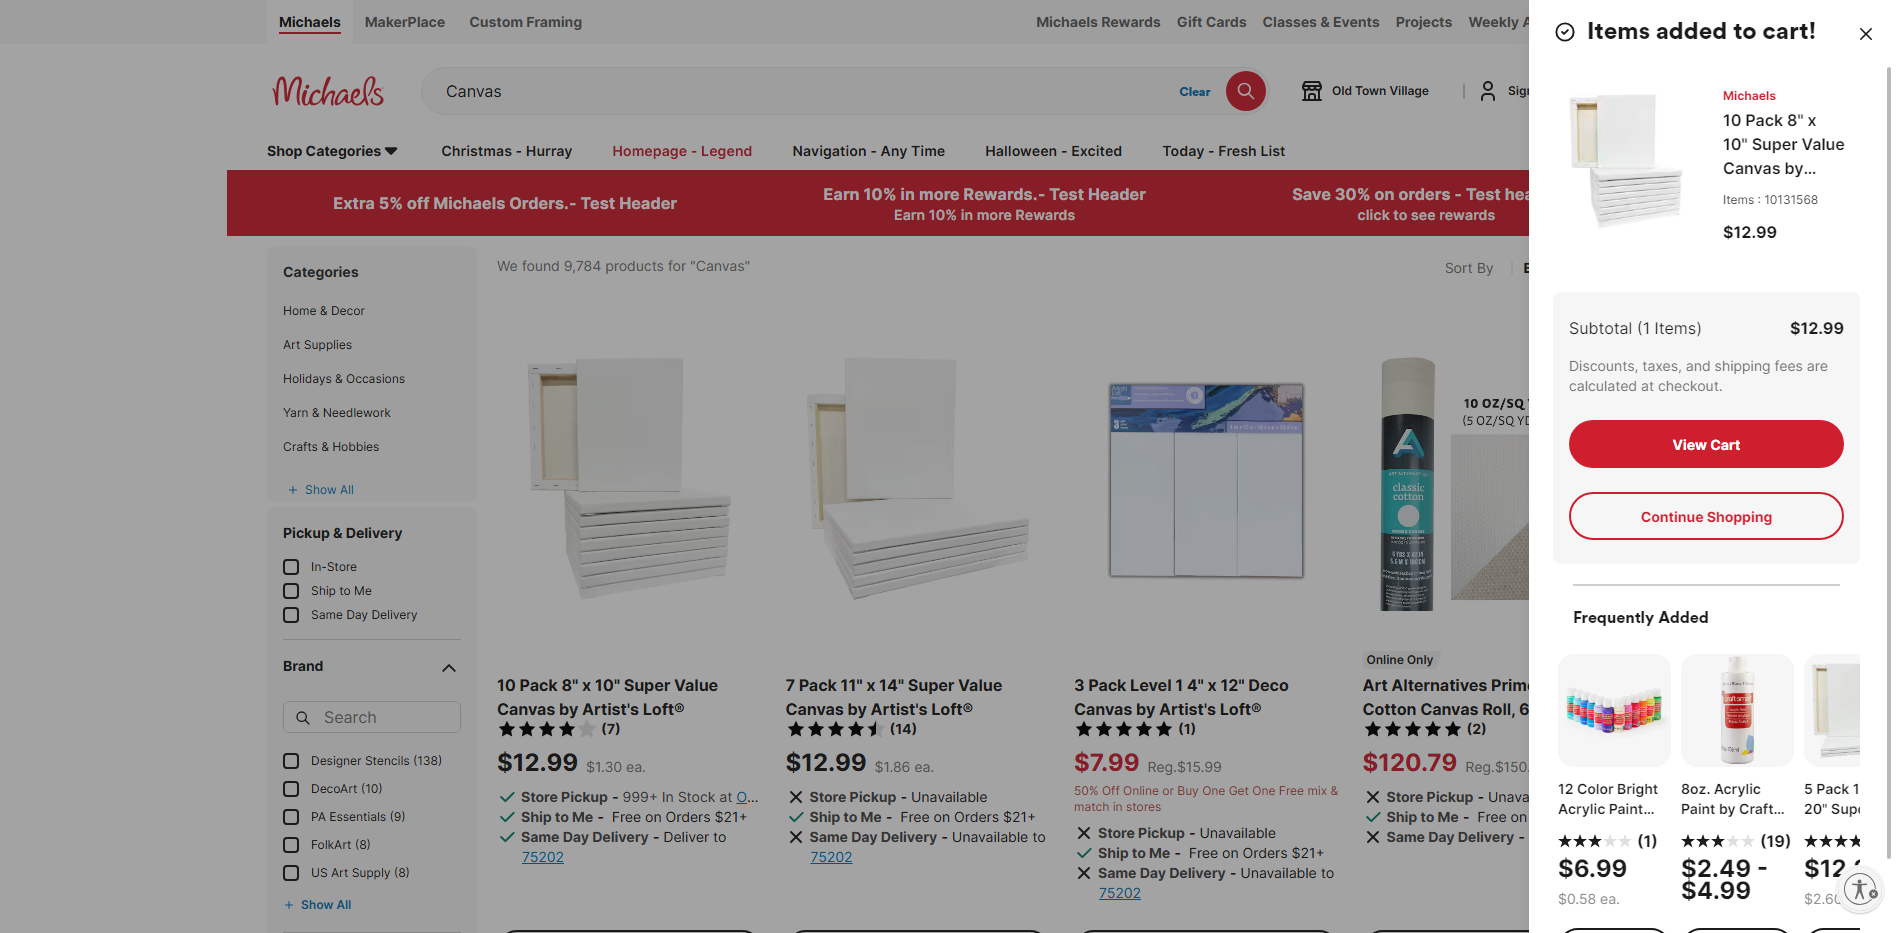 Michaels
MakerPlace
Custom Framing
Michaels Rewards
Gift Cards
Classes & Events
Projects
Weekly A
Michaels
Canvas
Clear
Old Town Village
Sign
Shop Categories
Christmas - Hurray
Homepage - Legend
Navigation - Any Time
Halloween - Excited
Today - Fresh List
Extra 5% off Michaels Orders.- Test Header
Earn 10% in more Rewards.- Test Header
Earn 10% in more Rewards
Save 30% on orders - Test hea
click to see rewards
Categories
Home & Decor
Art Supplies
Holidays & Occasions
Yarn & Needlework
Crafts & Hobbies
+ Show All
Pickup & Delivery
In-Store
Ship to Me
Same Day Delivery
Brand
Search
Designer Stencils (138)
DecoArt (10)
PA Essentials (9)
FolkArt (8)
US Art Supply (8)
+ Show All
We found 9,784 products for "Canvas"
Sort By
10 Pack 8" x 10" Super Value
Canvas by Artist's Loft®
(7)
$12.99 $1.30 ea.
Store Pickup - 999+ In Stock at O...
Ship to Me - Free on Orders $21+
Same Day Delivery - Deliver to
75202
7 Pack 11" x 14" Super Value
Canvas by Artist's Loft®
(14)
$12.99 $1.86 ea.
Store Pickup - Unavailable
Ship to Me - Free on Orders $21+
Same Day Delivery - Unavailable to
75202
3
3 Pack Level 1 4" x 12" Deco
Canvas by Artist's Loft®
(1)
$7.99 Reg.$15.99
50% Off Online or Buy One Get One Free mix &
match in stores
Store Pickup - Unavailable
Ship to Me - Free on Orders $21+
Same Day Delivery - Unavailable to
75202
10 OZ/SQ
(5 OZ/SQ YD
ART ALTERNATIVES
classic
cotton
Online Only
Art Alternatives Prime
Cotton Canvas Roll, 6
(2)
$120.79 Reg.$150.
Store Pickup - Unava
Ship to Me - Free on
Same Day Delivery -
Items added to cart!
Michaels
10 Pack 8" x
10" Super Value
Canvas by...
Items : 10131568
$12.99
Subtotal (1 Items)
$12.99
Discounts, taxes, and shipping fees are
calculated at checkout.
View Cart
Continue Shopping
Frequently Added
12 Color Bright
Acrylic Paint...
(1)
$6.99
$0.58 ea.
craft smart
8oz. Acrylic
Paint by Craft...
(19)
$2.49 -
$4.99
5 Pack 1
20" Supe
$12.
$2.60